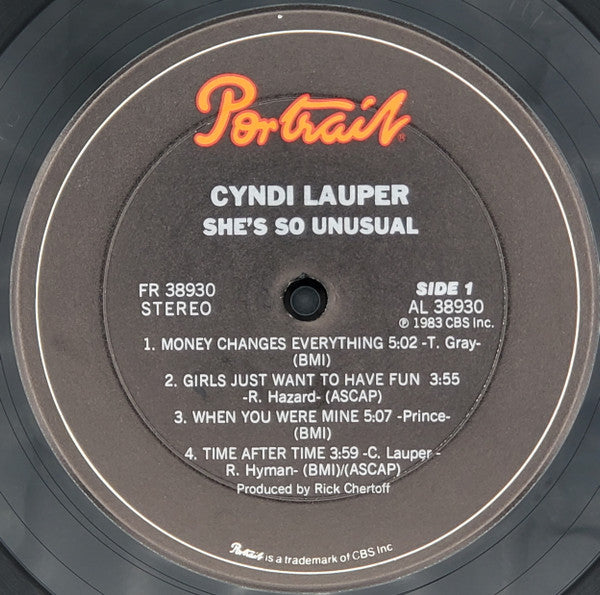 Portrait®
CYNDI LAUPER
SHE'S SO UNUSUAL
FR 38930
STEREO
SIDE 1
AL 38930
℗ 1983 CBS Inc.
1. MONEY CHANGES EVERYTHING 5:02 -T. Gray-
(BMI)
2. GIRLS JUST WANT TO HAVE FUN 3:55
-R. Hazard- (ASCAP)
3. WHEN YOU WERE MINE 5:07 -Prince-
(BMI)
4. TIME AFTER TIME 3:59 -C. Lauper -
R. Hyman- (BMI)/(ASCAP)
Produced by Rick Chertoff
Portrait is a trademark of CBS Inc